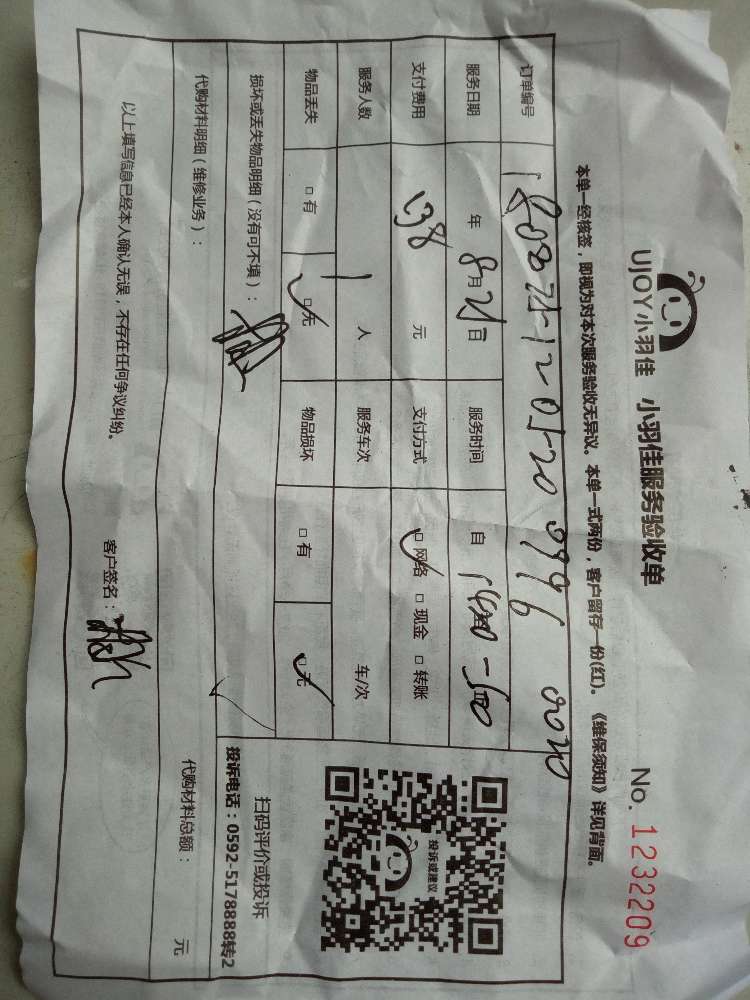 UJOY小羽佳 小羽佳服务验收单 No. 1232209
本单一经核签，即视为对本次服务验收无异议。本单一式两份，客户留存一份(红)。《维保须知》详见背面。
订单编号
服务日期 年 8月21日 服务时间 自
支付费用 138 元 支付方式 ☑网络 □现金 □转账
服务人数 1 人 服务车次 车/次
物品丢失 □有 ☑无 物品损坏 □有 ☑无
损坏或丢失物品明细(没有可不填)：
投诉或建议
扫码评价或投诉
投诉电话：0592-5178888转2
代购材料明细(维修业务)： 代购材料总额： 元
以上填写信息已经本人确认无误，不存在任何争议纠纷。
客户签名：